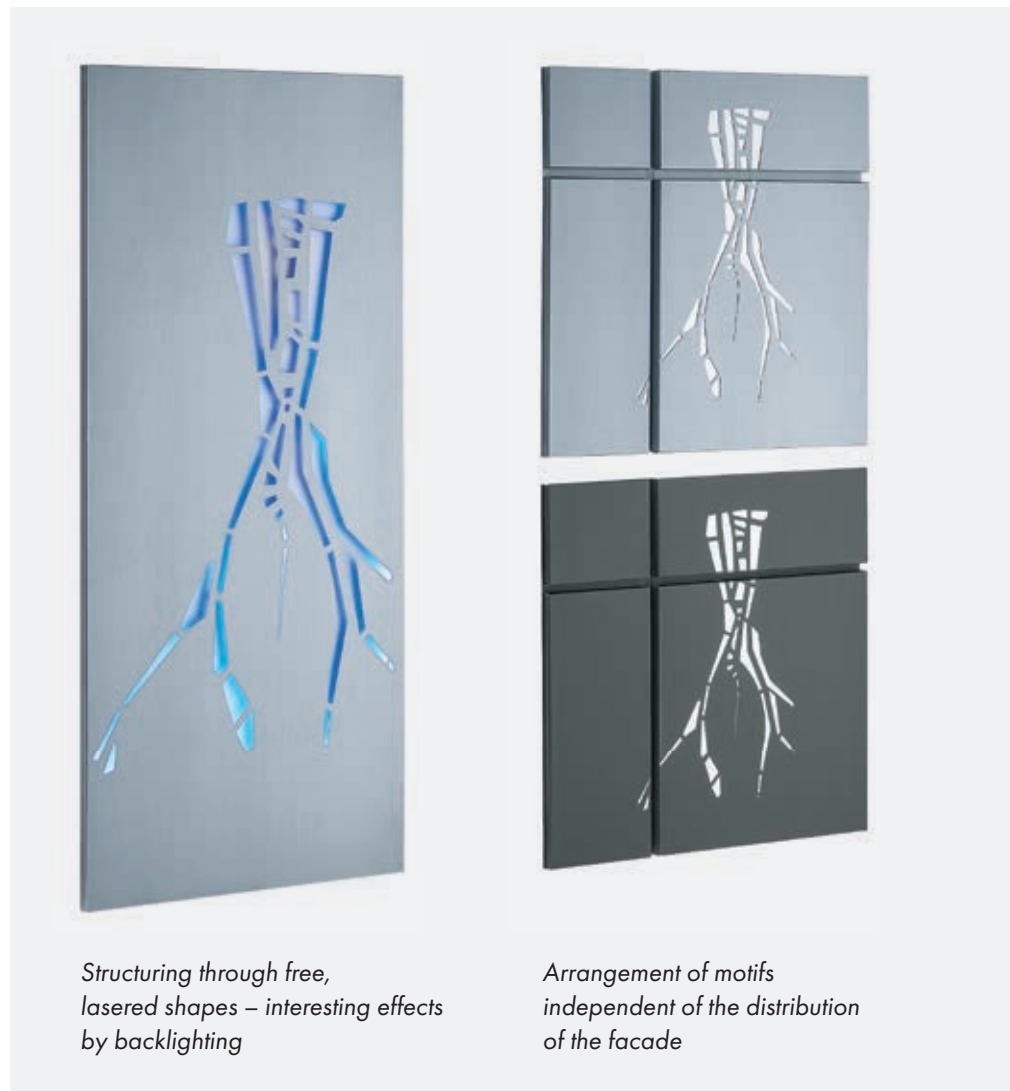 Structuring through free,
lasered shapes – interesting effects
by backlighting
Arrangement of motifs
independent of the distribution
of the facade